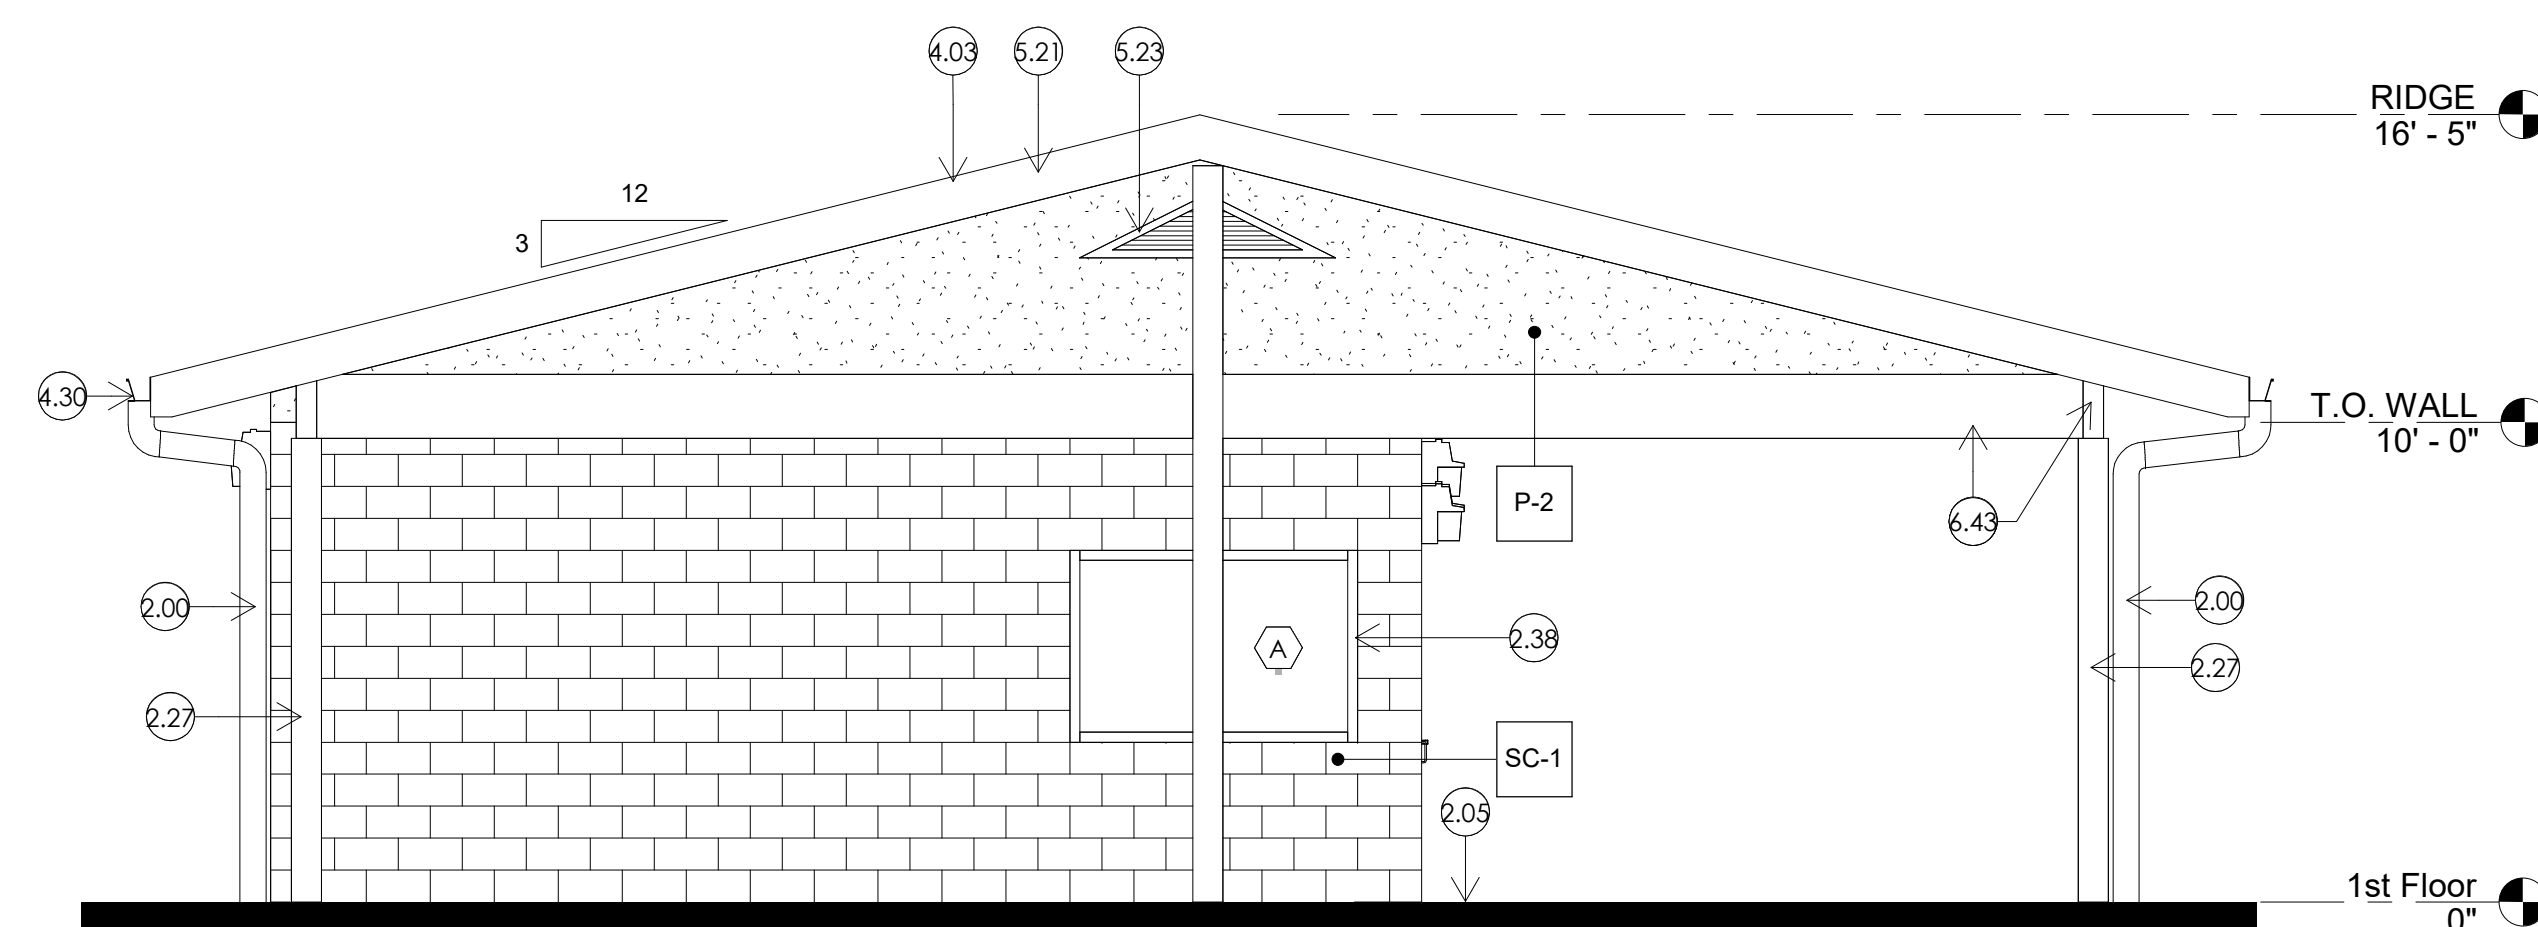 4.03
5.21
5.23
RIDGE
16' - 5"
12
3
4.30
T.O. WALL
10' - 0"
P-2
6.43
2.00
2.00
2.38
A
2.27
2.27
SC-1
2.05
1st Floor
0"